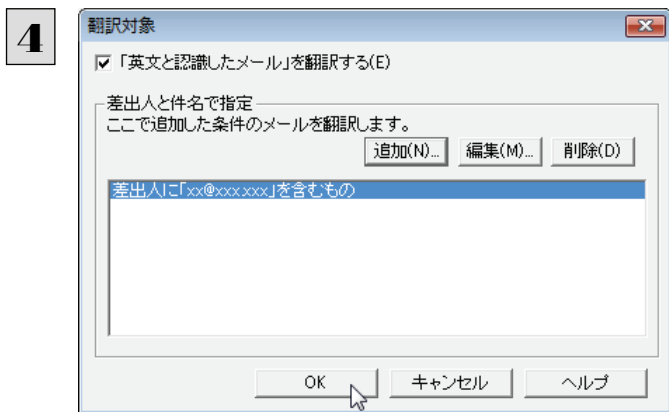 4
翻訳対象
「英文と認識したメール」を翻訳する(E)
差出人と件名で指定
ここで追加した条件のメールを翻訳します。
追加(N)... 編集(M)... 削除(D)
差出人に「xx@xxx.xxx」を含むもの
OK キャンセル ヘルプ